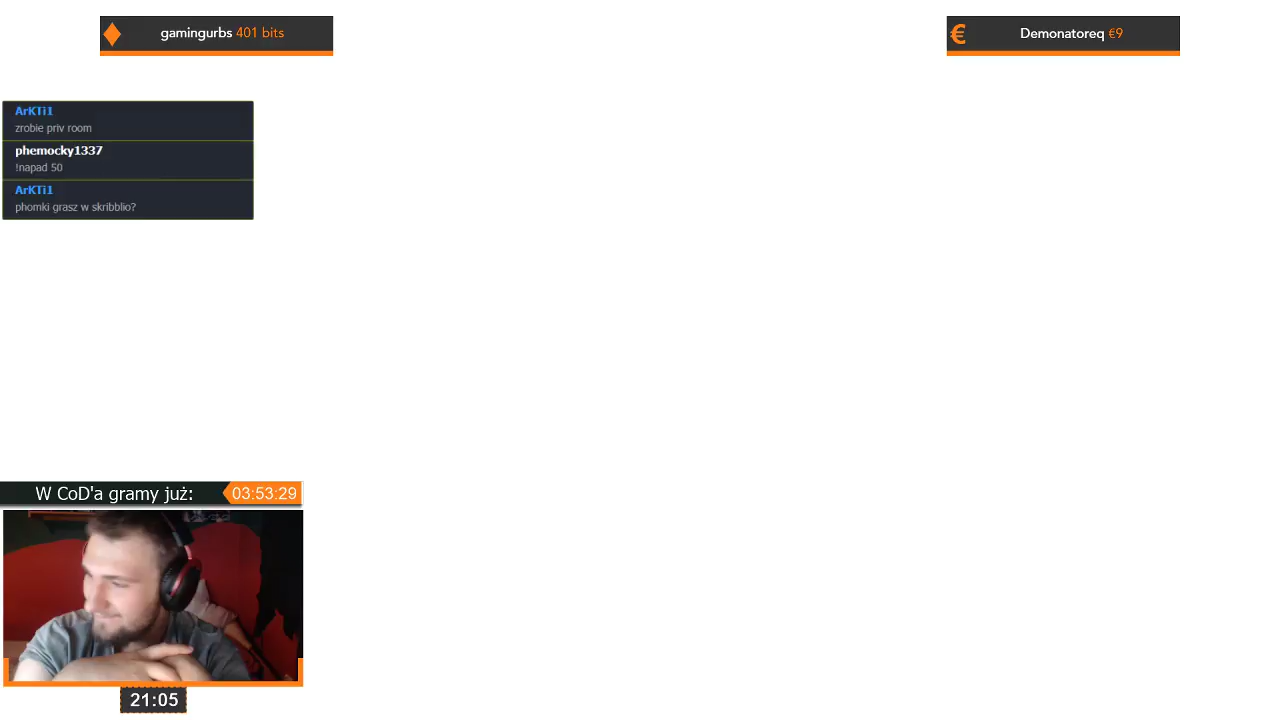 gamingurbs 401 bits
€ Demonatoreq €9
ArKTi1
zrobie priv room
phemocky1337
!napad 50
ArKTi1
phomki grasz w skribblio?
W CoD'a gramy już: 03:53:29
21:05